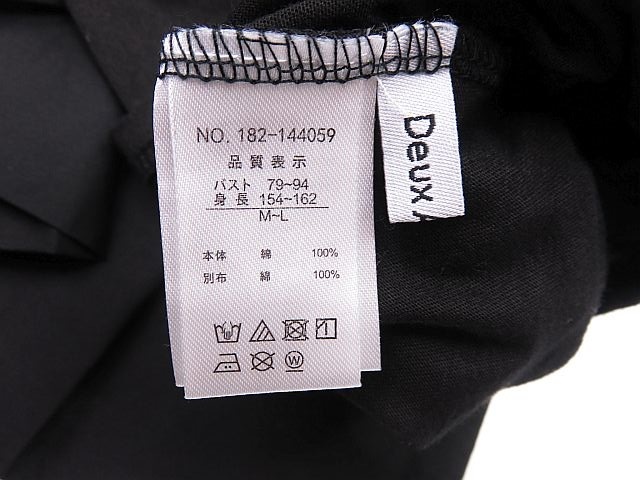 NO. 182-144059
品質表示
バスト 79~94
身長 154~162
M~L
本体 綿 100%
別布 綿 100%
W
Deux